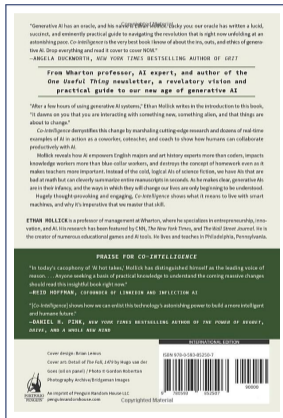 Copyrighted Material
"Generative AI has an oracle, and his name is Ethan Mollick. Lucky you our oracle has written a lucid,
succinct, and eminently practical guide to navigating the revolution that is right now unfolding at an
astonishing pace. Co-Intelligence is the very best book I know of about the ins, outs, and ethics of genera-
tive AI. Drop everything and read it cover to cover NOW."
—ANGELA DUCKWORTH, NEW YORK TIMES BESTSELLING AUTHOR OF GRIT
From Wharton professor, AI expert, and author of the
One Useful Thing newsletter, a revelatory vision and
practical guide to our new age of generative AI
"After a few hours of using generative AI systems," Ethan Mollick writes in the introduction to this book,
"it dawns on you that you are interacting with something new, something alien, and that things are
about to change."
Co-Intelligence demystifies this change by marshaling cutting-edge research and dozens of real-time
examples of AI in action as a coworker, cotutor, and coach to show how humans can collaborate
productively with AI.
Mollick reveals how AI empowers English majors and art history experts more than coders, impacts
knowledge workers more than blue-collar workers, and destroys the concept of homework even as it
makes teachers more important. Instead of the cold, logical AIs of science fiction, we have AIs that are
bad at math but can cleverly summarize entire manuscripts in seconds. As he makes clear, generative AIs
are in their infancy, and the ways in which they will change our lives are only beginning to be understood.
Hugely thought-provoking and engaging, Co-Intelligence shows what it means to live with smart
machines, and why it's imperative that we master that skill.
ETHAN MOLLICK is a professor of management at Wharton, where he specializes in entrepreneurship, inno-
vation, and AI. His research has been featured by CNN, The New York Times, and The Wall Street Journal. He is
the creator of numerous educational games and AI tools. He lives and teaches in Philadelphia, Pennsylvania.
PRAISE FOR CO-INTELLIGENCE
"In today's cacophony of 'AI hot takes,' Mollick has distinguished himself as the leading voice of
reason. . . . Anyone seeking a basis of practical knowledge to understand the coming massive changes
should read this insightful book right now."
—REID HOFFMAN, COFOUNDER OF LINKEDIN AND INFLECTION AI
"[Co-Intelligence] shows how we can enlist this technology's astonishing power to build a more intelligent
and humane future."
—DANIEL H. PINK, NEW YORK TIMES BESTSELLING AUTHOR OF THE POWER OF REGRET,
DRIVE, AND A WHOLE NEW MIND
INTERNATIONAL EDITION
Cover design: Brian Lemus
Cover art: Detail of The Fall, 1479 by Hugo van der
Goes (oil on panel) / Photo © Gordon Roberton
Photography Archive/Bridgeman Images
An imprint of Penguin Random House LLC
penguinrandomhouse.com
ISBN 978-0-593-85250-7
90000
9 780593 852507
Copyrighted Material